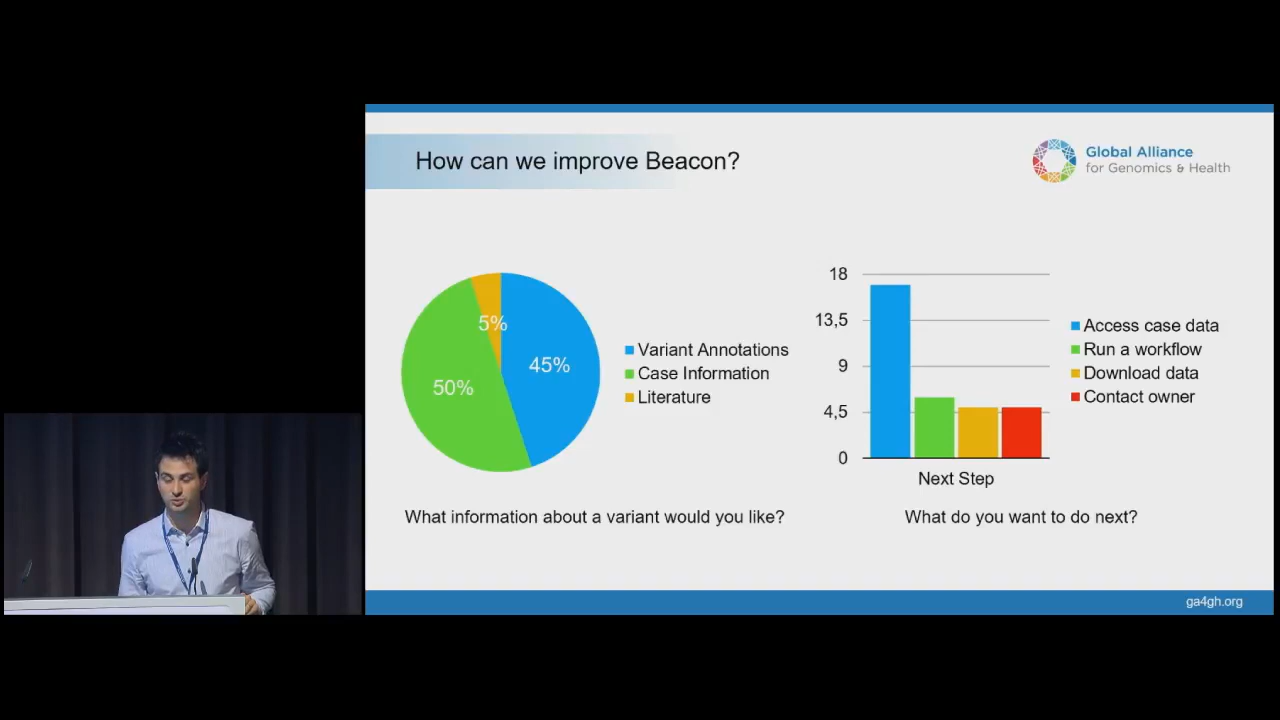 How can we improve Beacon?
Global Alliance
for Genomics & Health
5%
45%
50%
Variant Annotations
Case Information
Literature
What information about a variant would you like?
18
13,5
9
4,5
0
Next Step
Access case data
Run a workflow
Download data
Contact owner
What do you want to do next?
ga4gh.org